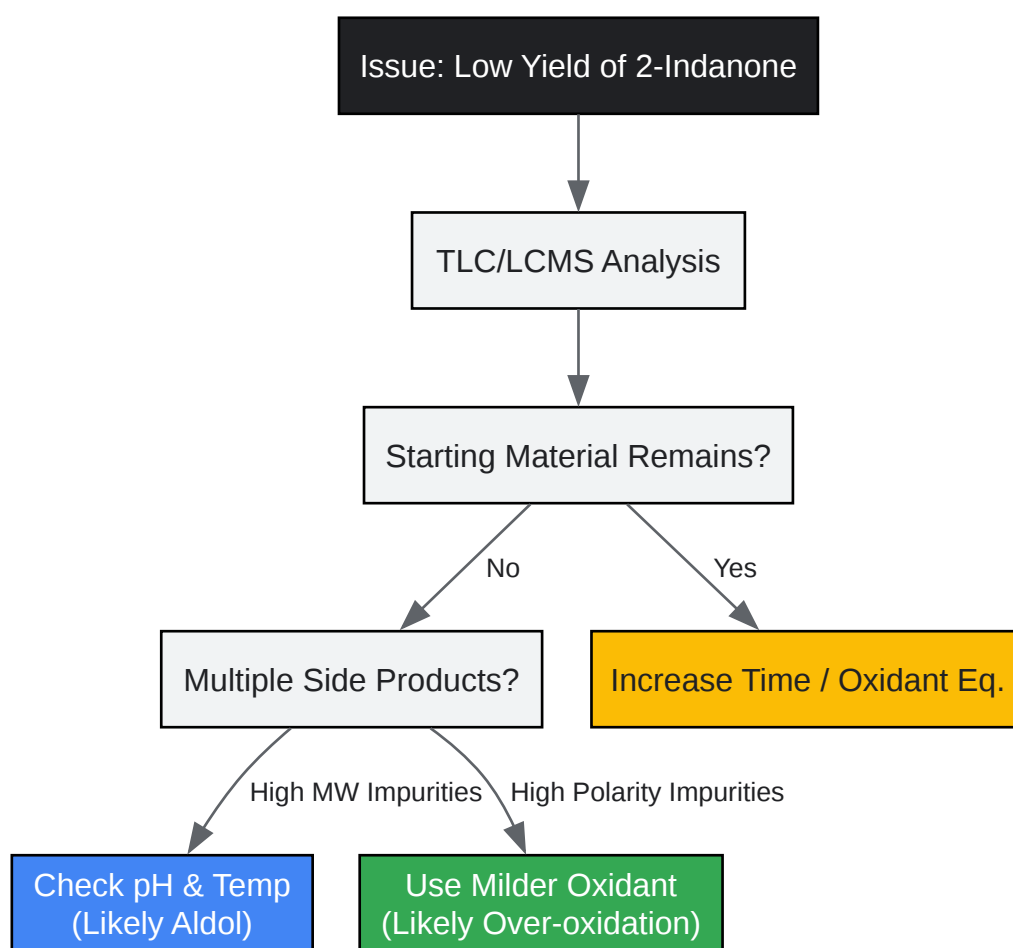 Issue: Low Yield of 2-Indanone
TLC/LCMS Analysis
Starting Material Remains?
No
Yes
Multiple Side Products?
Increase Time / Oxidant Eq.
High MW Impurities
High Polarity Impurities
Check pH & Temp
(Likely Aldol)
Use Milder Oxidant
(Likely Over-oxidation)